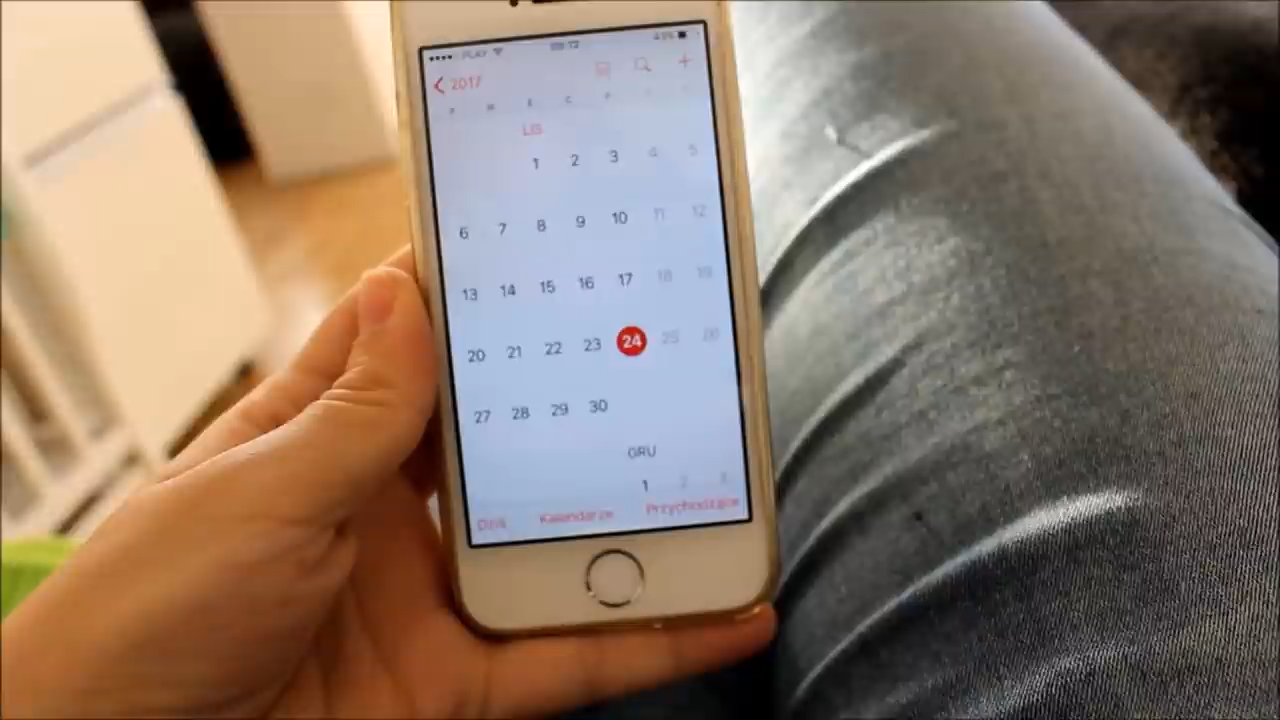 PLAY
2017
LIS
1 2 3 4 5
6 7 8 9 10 11 12
13 14 15 16 17 18 19
20 21 22 23 24 25 26
27 28 29 30
GRU
1 2 3
Dziś Kalendarze Przychodzące